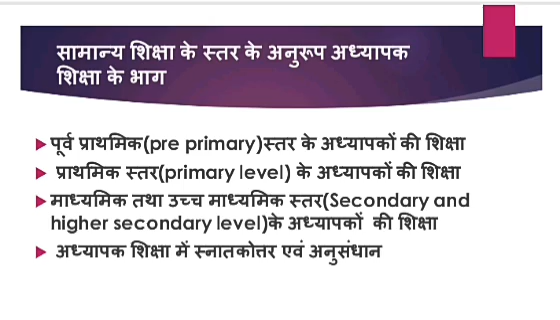 सामान्य शिक्षा के स्तर के अनुरूप अध्यापक
शिक्षा के भाग
पूर्व प्राथमिक(pre primary)स्तर के अध्यापकों की शिक्षा
प्राथमिक स्तर(primary level) के अध्यापकों की शिक्षा
माध्यमिक तथा उच्च माध्यमिक स्तर(Secondary and
higher secondary level)के अध्यापकों की शिक्षा
अध्यापक शिक्षा में स्नातकोत्तर एवं अनुसंधान